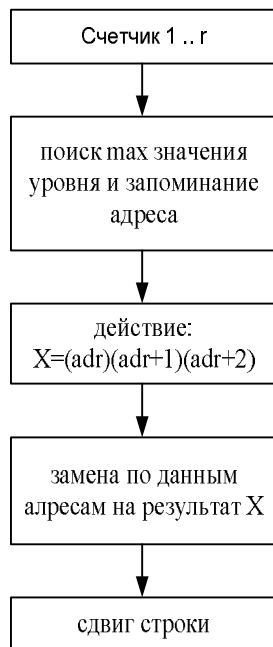 Счетчик 1 .. r
поиск max значения
уровня и запоминание
адреса
действие:
X=(adr)(adr+1)(adr+2)
замена по данным
алресам на результат X
сдвиг строки